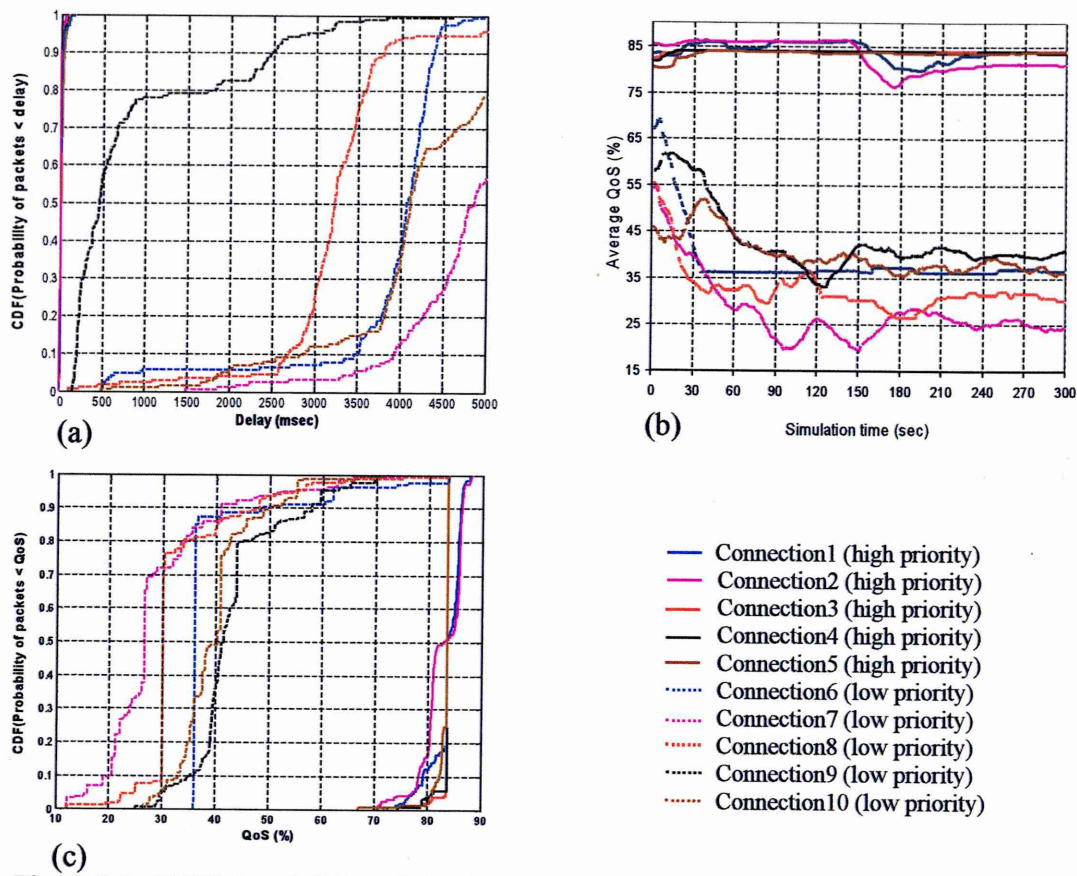 CDF(Probability of packets < delay)
1
0.9
0.8
0.7
0.6
0.5
0.4
0.3
0.2
0.1
0
0 500 1000 1500 2000 2500 3000 3500 4000 4500 5000
Delay (msec)
(a)
Average QoS (%)
85
75
65
55
45
35
25
15
0 30 60 90 120 150 180 210 240 270 300
Simulation time (sec)
(b)
CDF(Probability of packets < QoS)
1
0.9
0.8
0.7
0.6
0.5
0.4
0.3
0.2
0.1
0
10 20 30 40 50 60 70 80 90
QoS (%)
(c)
Connection1 (high priority)
Connection2 (high priority)
Connection3 (high priority)
Connection4 (high priority)
Connection5 (high priority)
Connection6 (low priority)
Connection7 (low priority)
Connection8 (low priority)
Connection9 (low priority)
Connection10 (low priority)